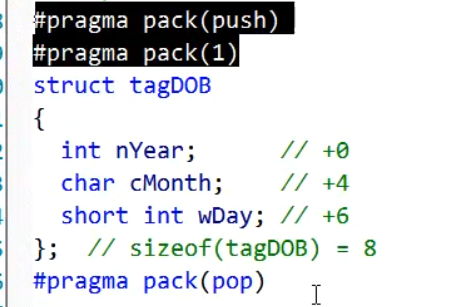 #pragma pack(push)
#pragma pack(1)
struct tagDOB
{
  int nYear;      // +0
  char cMonth;    // +4
  short int wDay; // +6
};  // sizeof(tagDOB) = 8
#pragma pack(pop)